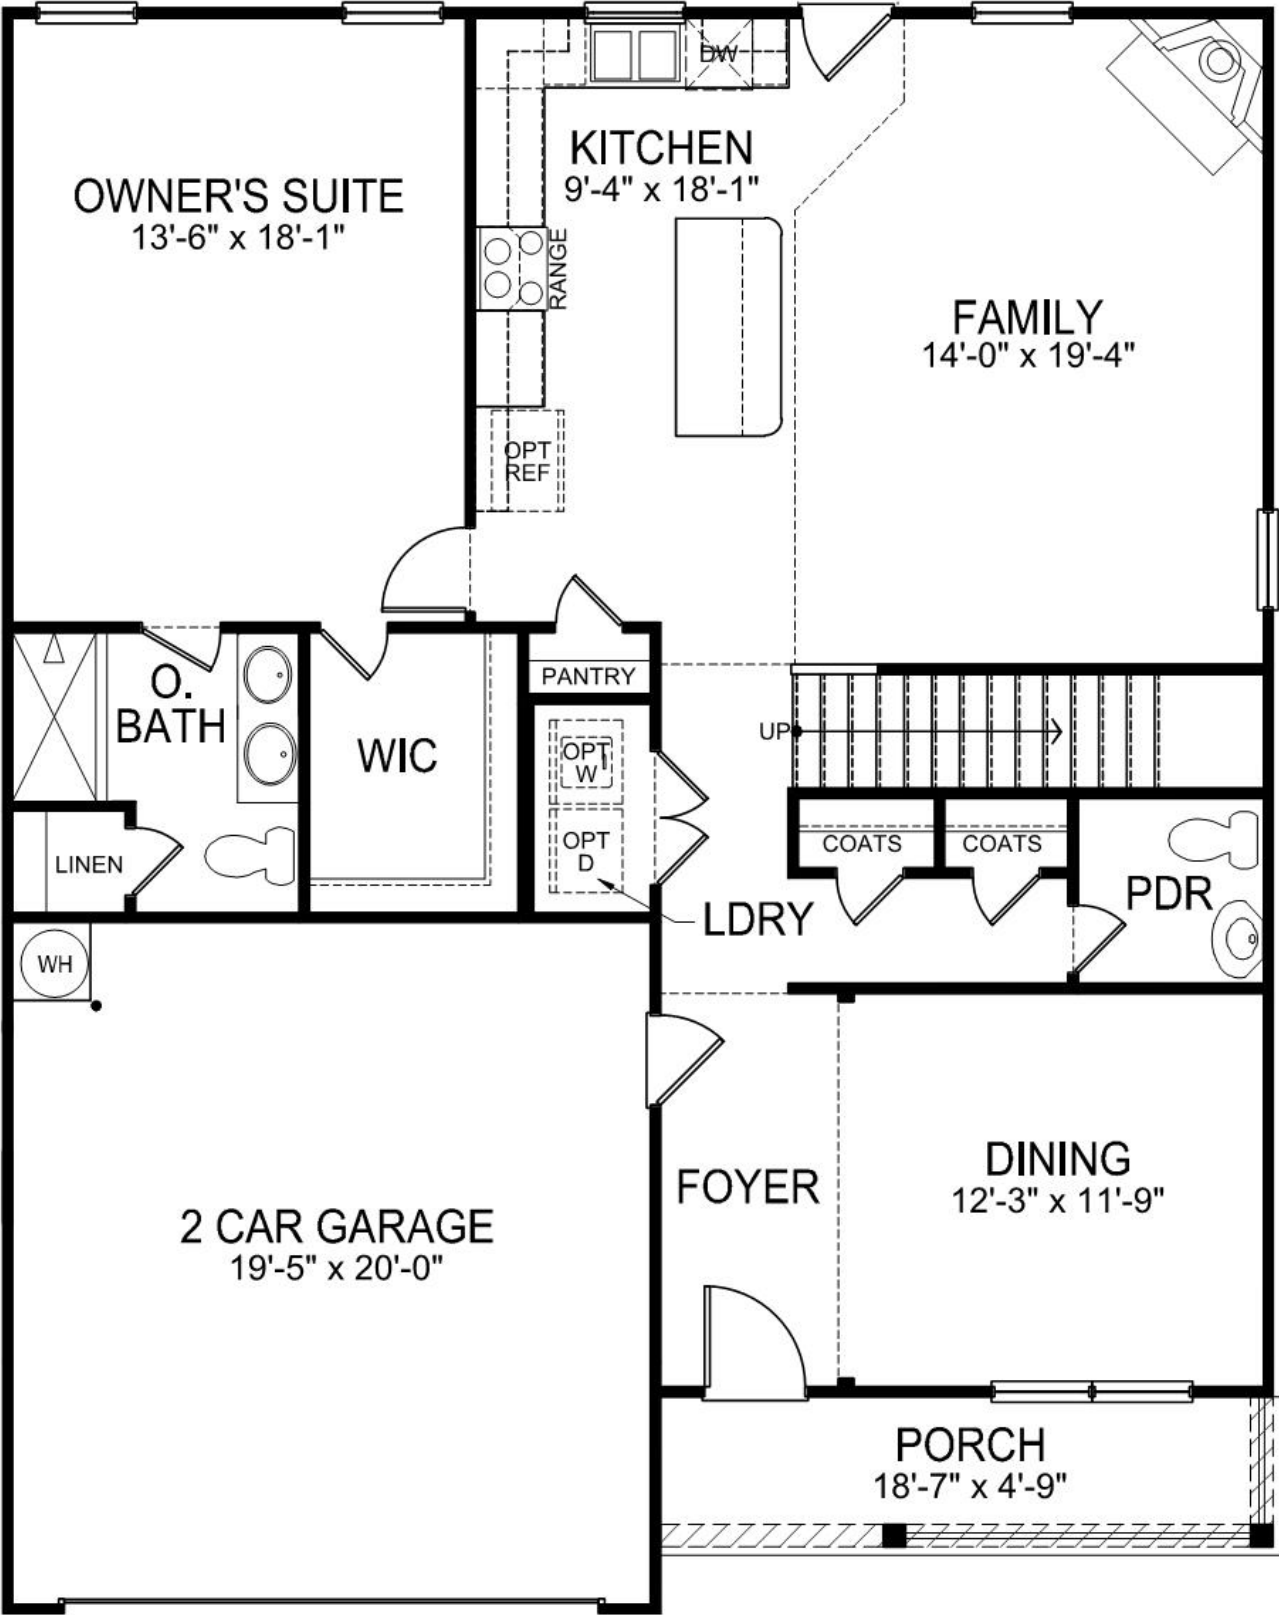 DW
KITCHEN
9'-4" x 18'-1"
OWNER'S SUITE
13'-6" x 18'-1"
RANGE
FAMILY
14'-0" x 19'-4"
OPT
REF
PANTRY
O.
BATH
WIC
OPT
W
UP
OPT
D
LINEN
COATS
COATS
PDR
LDRY
WH
FOYER
DINING
12'-3" x 11'-9"
2 CAR GARAGE
19'-5" x 20'-0"
PORCH
18'-7" x 4'-9"